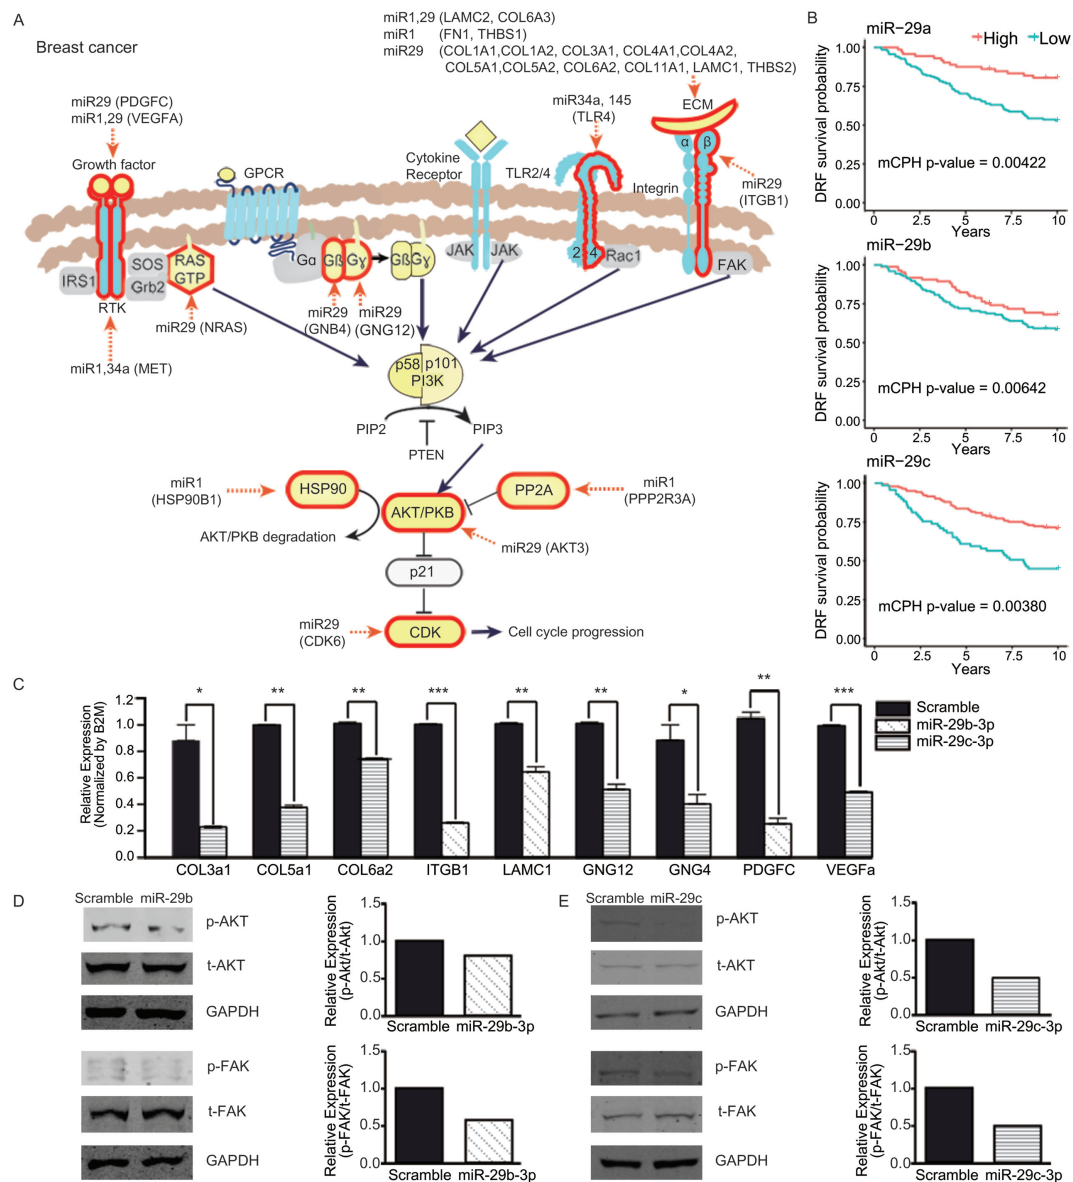 A
Breast cancer
miR1,29 (LAMC2, COL6A3)
miR1 (FN1, THBS1)
miR29 (COL1A1,COL1A2, COL3A1, COL4A1,COL4A2,
COL5A1,COL5A2, COL6A2, COL11A1, LAMC1, THBS2)
miR29 (PDGFC)
miR1,29 (VEGFA)
Growth factor
GPCR
Cytokine
Receptor
TLR2/4
miR34a, 145
(TLR4)
ECM
α
β
Integrin
miR29
(ITGB1)
IRS1
SOS
Grb2
RAS
GTP
RTK
Gα
Gß
Gɣ
GßGɣ
JAK
JAK
2
4
Rac1
FAK
miR29 (NRAS)
miR29
(GNB4)
miR29
(GNG12)
miR1,34a (MET)
p58
p101
PI3K
PIP2
PIP3
PTEN
miR1
(HSP90B1)
HSP90
PP2A
miR1
(PPP2R3A)
AKT/PKB
AKT/PKB degradation
miR29 (AKT3)
p21
miR29
(CDK6)
CDK
Cell cycle progression
B
miR−29a
High
Low
DRF survival probability
1.00
0.75
0.50
0.25
0.00
mCPH p-value = 0.00422
0
2.5
5
7.5
10
Years
miR−29b
DRF survival probability
1.00
0.75
0.50
0.25
0.00
mCPH p-value = 0.00642
0
2.5
5
7.5
10
Years
miR−29c
DRF survival probability
1.00
0.75
0.50
0.25
0.00
mCPH p-value = 0.00380
0
2.5
5
7.5
10
Years
C
Relative Expression
(Normalized by B2M)
1.2
1.0
0.8
0.6
0.4
0.2
0.0
*
**
**
***
**
**
*
**
***
Scramble
miR-29b-3p
miR-29c-3p
COL3a1
COL5a1
COL6a2
ITGB1
LAMC1
GNG12
GNG4
PDGFC
VEGFa
D
Scramble miR-29b
p-AKT
t-AKT
GAPDH
p-FAK
t-FAK
GAPDH
Relative Expression
(p-Akt/t-Akt)
1.5
1.0
0.5
0.0
Scramble miR-29b-3p
Relative Expression
(p-FAK/t-FAK)
1.5
1.0
0.5
0.0
Scramble miR-29b-3p
E
Scramble miR-29c
p-AKT
t-AKT
GAPDH
p-FAK
t-FAK
GAPDH
Relative Expression
(p-Akt/t-Akt)
1.5
1.0
0.5
0.0
Scramble miR-29c-3p
Relative Expression
(p-FAK/t-FAK)
1.5
1.0
0.5
0.0
Scramble miR-29c-3p